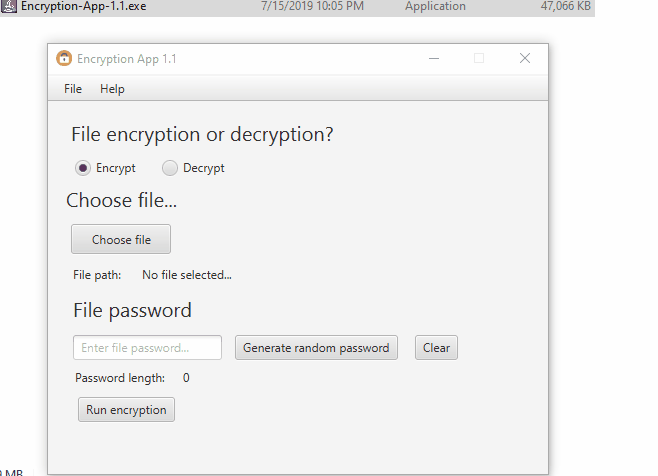 Encryption-App-1.1.exe 7/15/2019 10:05 PM Application 47,066 KB
Encryption App 1.1
File Help
File encryption or decryption?
Encrypt Decrypt
Choose file...
Choose file
File path: No file selected...
File password
Enter file password... Generate random password Clear
Password length: 0
Run encryption
MB